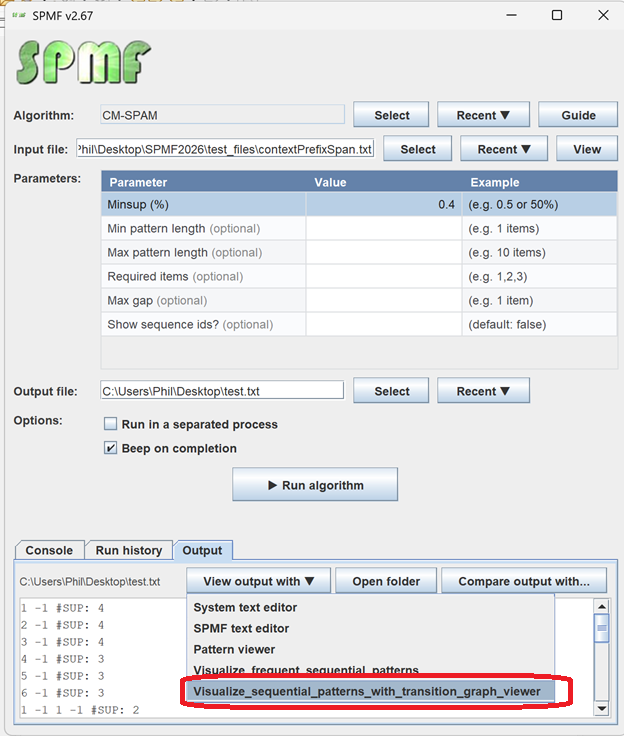 SPMF v2.67
SPMF
Algorithm: CM-SPAM Select Recent ▼ Guide
Input file: Phil\Desktop\SPMF2026\test_files\contextPrefixSpan.txt Select Recent ▼ View
Parameters:
Parameter Value Example
Minsup (%) 0.4 (e.g. 0.5 or 50%)
Min pattern length (optional) (e.g. 1 items)
Max pattern length (optional) (e.g. 10 items)
Required items (optional) (e.g. 1,2,3)
Max gap (optional) (e.g. 1 item)
Show sequence ids? (optional) (default: false)
Output file: C:\Users\Phil\Desktop\test.txt Select Recent ▼
Options: Run in a separated process
Beep on completion
▶ Run algorithm
Console Run history Output
C:\Users\Phil\Desktop\test.txt View output with ▼ Open folder Compare output with...
1 -1 #SUP: 4
2 -1 #SUP: 4
3 -1 #SUP: 4
4 -1 #SUP: 3
5 -1 #SUP: 3
6 -1 #SUP: 3
1 -1 1 -1 #SUP: 2
System text editor
SPMF text editor
Pattern viewer
Visualize_frequent_sequential_patterns
Visualize_sequential_patterns_with_transition_graph_viewer